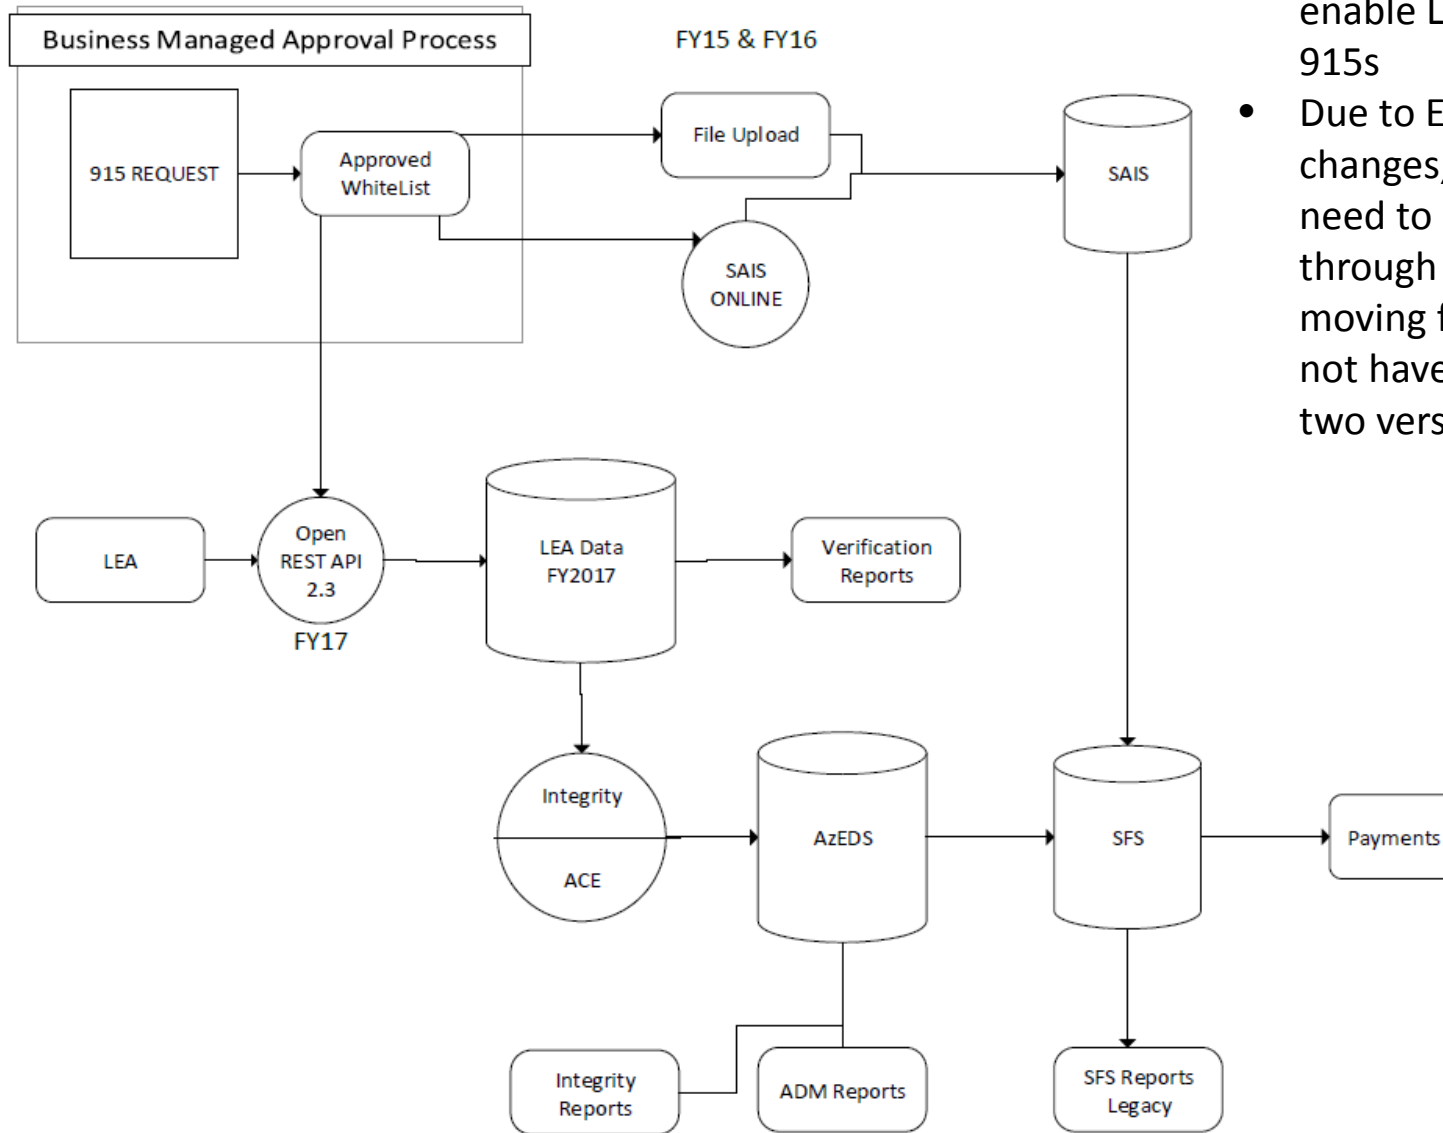 Business Managed Approval Process
FY15 & FY16
915 REQUEST
Approved
WhiteList
File Upload
SAIS
ONLINE
SAIS
enable L
915s
• Due to E
changes,
need to
through
moving f
not have
two vers
LEA
Open
REST API
2.3
FY17
LEA Data
FY2017
Verification
Reports
Integrity
ACE
AzEDS
SFS
Payments
Integrity
Reports
ADM Reports
SFS Reports
Legacy